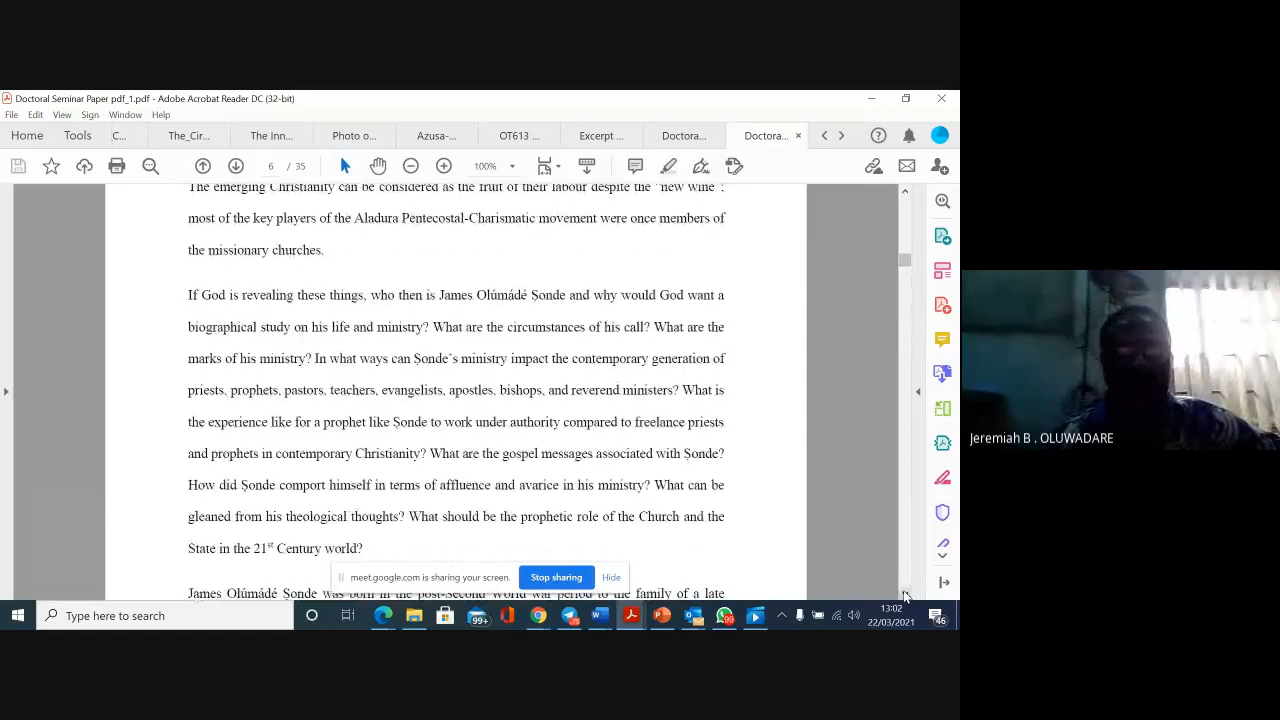 Doctoral Seminar Paper pdf_1.pdf - Adobe Acrobat Reader DC (32-bit)
File Edit View Sign Window Help
Home Tools C... The_Cir... The Inn... Photo o... Azusa-... OT613 ... Excerpt ... Doctora... Doctora... ×
6 / 35 100%
The emerging Christianity can be considered as the fruit of their labour despite the "new wine";
most of the key players of the Aladura Pentecostal-Charismatic movement were once members of
the missionary churches.
If God is revealing these things, who then is James Olúmádé Ṣonde and why would God want a
biographical study on his life and ministry? What are the circumstances of his call? What are the
marks of his ministry? In what ways can Ṣonde's ministry impact the contemporary generation of
priests, prophets, pastors, teachers, evangelists, apostles, bishops, and reverend ministers? What is
the experience like for a prophet like Ṣonde to work under authority compared to freelance priests
and prophets in contemporary Christianity? What are the gospel messages associated with Ṣonde?
How did Ṣonde comport himself in terms of affluence and avarice in his ministry? What can be
gleaned from his theological thoughts? What should be the prophetic role of the Church and the
State in the 21st Century world?
meet.google.com is sharing your screen. Stop sharing Hide
James Olúmádé Ṣonde was born in the post-Second World war period to the family of a late
Jeremiah B . OLUWADARE
Type here to search
99+
99
13:02
22/03/2021
46